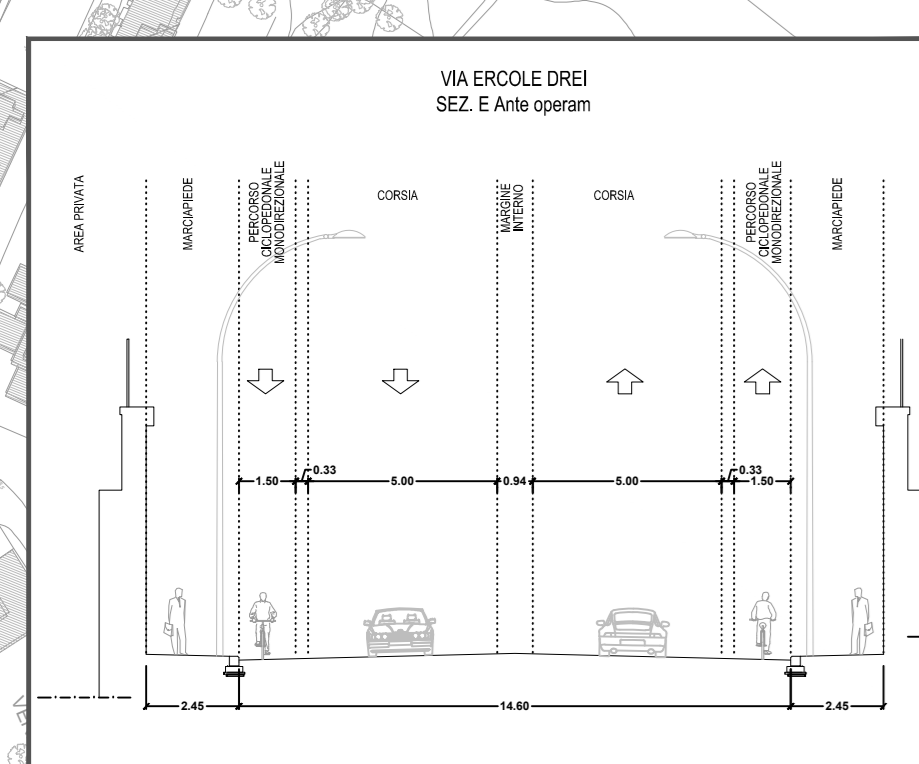 VIA ERCOLE DREI
SEZ. E Ante operam
AREA PRIVATA
MARCIAPIEDE
PERCORSO
CICLOPEDONALE
MONODIREZIONALE
CORSIA
MARGINE
INTERNO
CORSIA
PERCORSO
CICLOPEDONALE
MONODIREZIONALE
MARCIAPIEDE
1.50
0.33
5.00
0.94
5.00
0.33
1.50
2.45
14.60
2.45